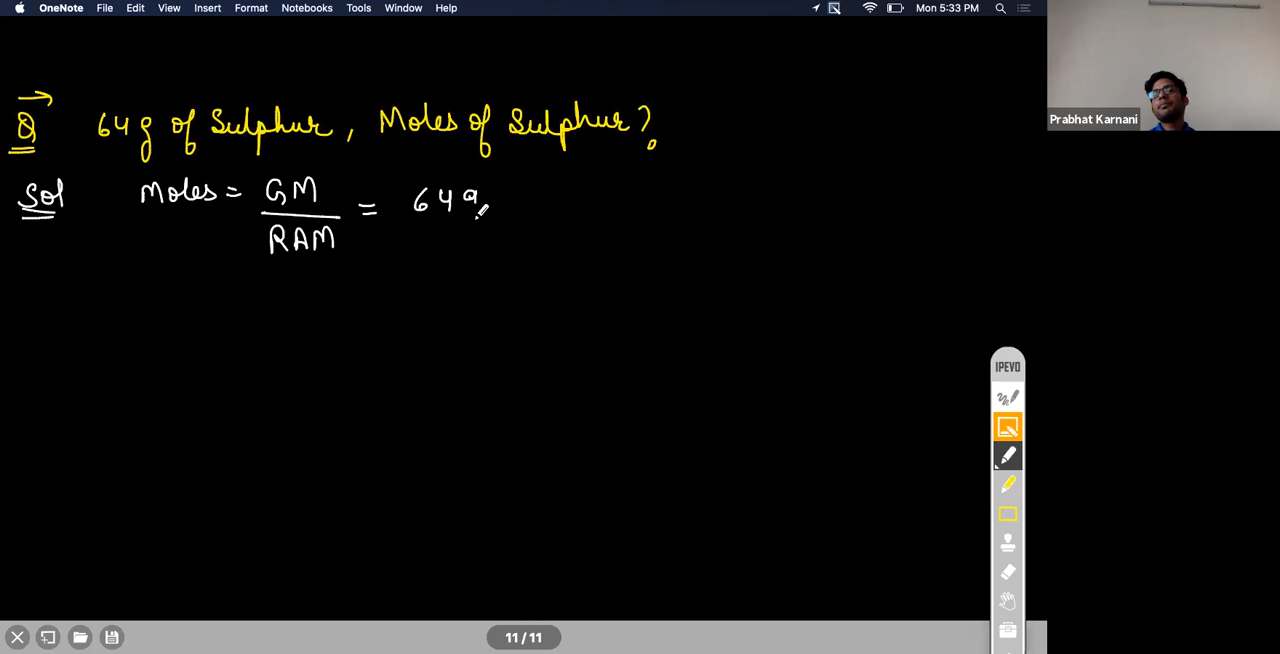 OneNote File Edit View Insert Format Notebooks Tools Window Help Mon 5:33 PM
Prabhat Karnani
Q 64 g of Sulphur, Moles of Sulphur?
Sol Moles = GM / RAM = 64 g
IPEVO
11 / 11